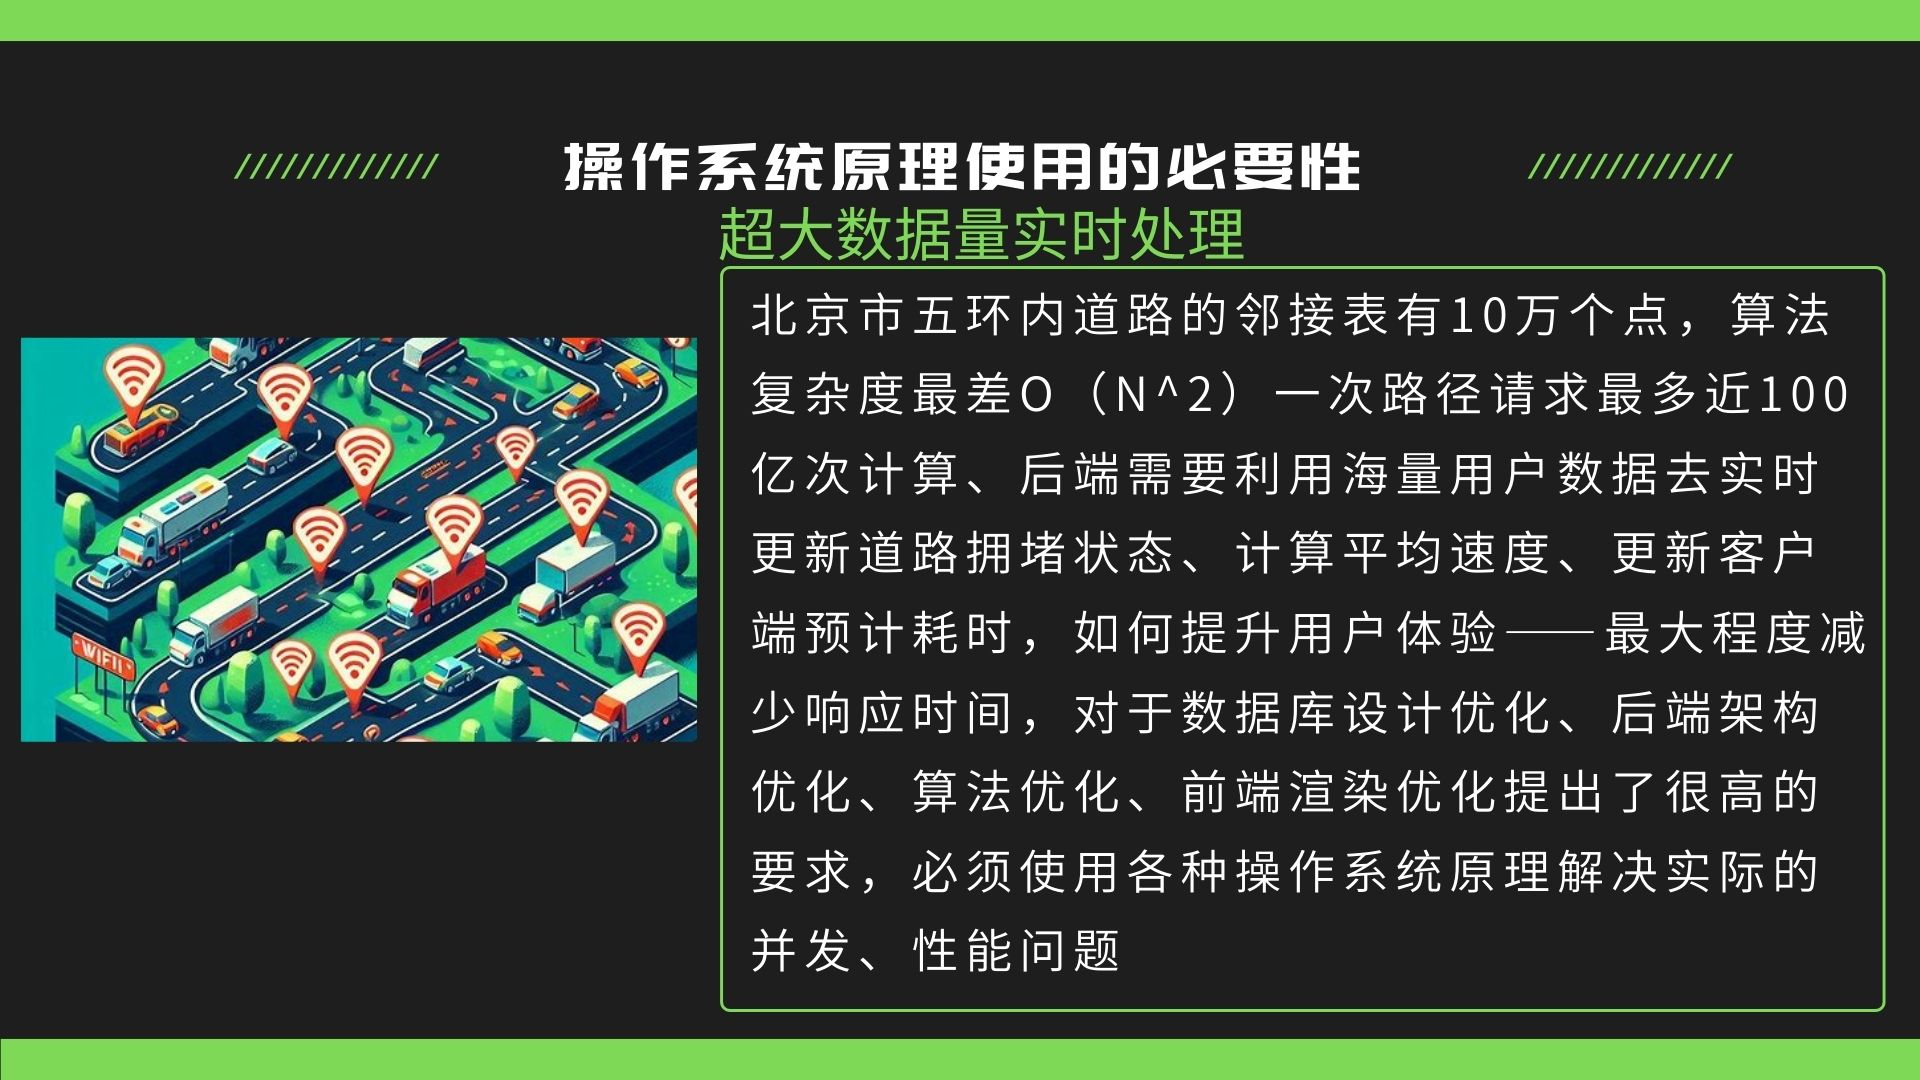 操作系统原理使用的必要性
超大数据量实时处理
北京市五环内道路的邻接表有10万个点，算法
复杂度最差O（N^2）一次路径请求最多近100
亿次计算、后端需要利用海量用户数据去实时
更新道路拥堵状态、计算平均速度、更新客户
端预计耗时，如何提升用户体验——最大程度减
少响应时间，对于数据库设计优化、后端架构
优化、算法优化、前端渲染优化提出了很高的
要求，必须使用各种操作系统原理解决实际的
并发、性能问题
WIFII